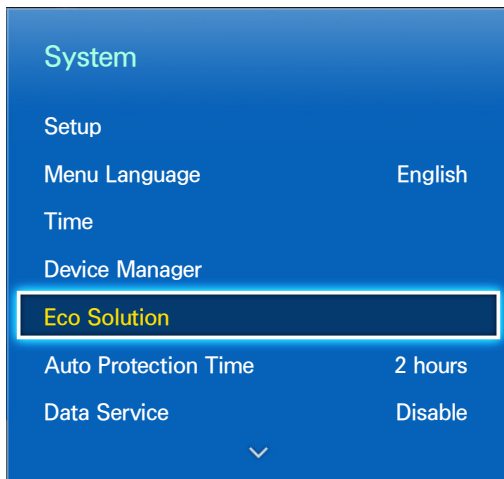 System
Setup
Menu Language English
Time
Device Manager
Eco Solution
Auto Protection Time 2 hours
Data Service Disable